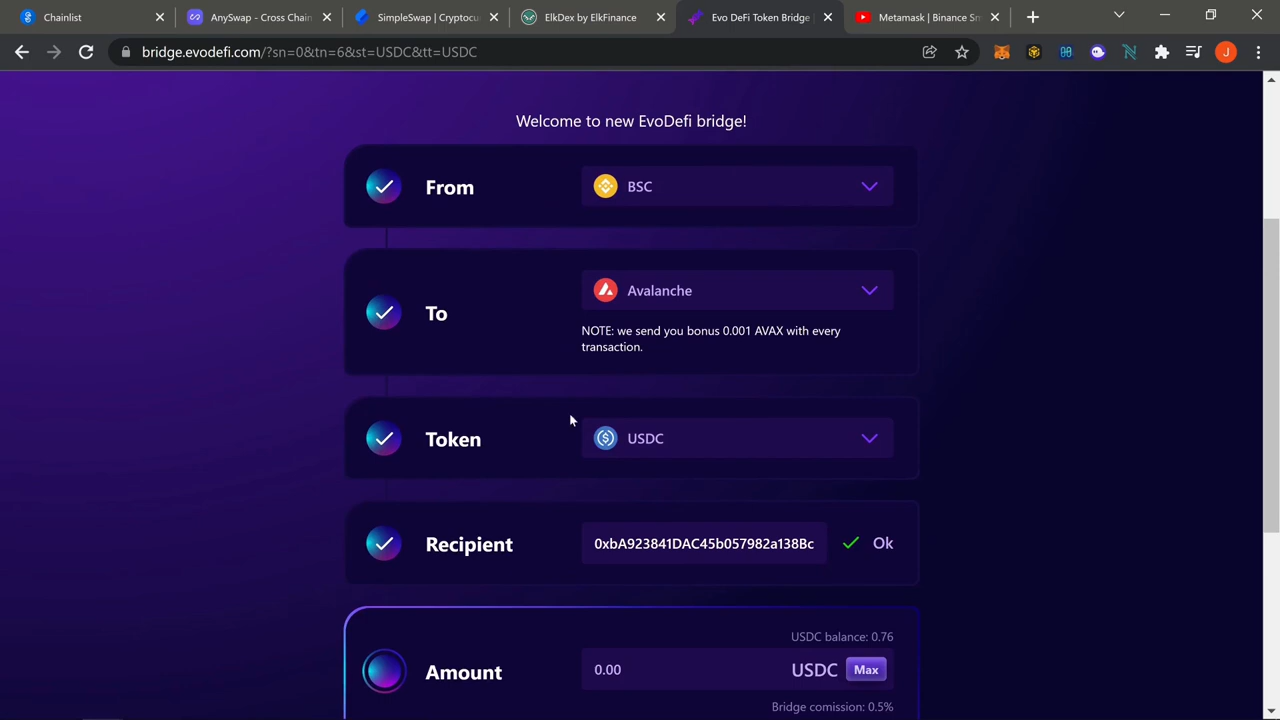 Chainlist
AnySwap - Cross Chain
SimpleSwap | Cryptocu
ElkDex by ElkFinance
Evo DeFi Token Bridge |
Metamask | Binance Sm
bridge.evodefi.com/?sn=0&tn=6&st=USDC&tt=USDC
J
Welcome to new EvoDefi bridge!
From
BSC
To
Avalanche
NOTE: we send you bonus 0.001 AVAX with every
transaction.
Token
USDC
Recipient
0xbA923841DAC45b057982a138Bc
Ok
USDC balance: 0.76
Amount
0.00
USDC
Max
Bridge comission: 0.5%